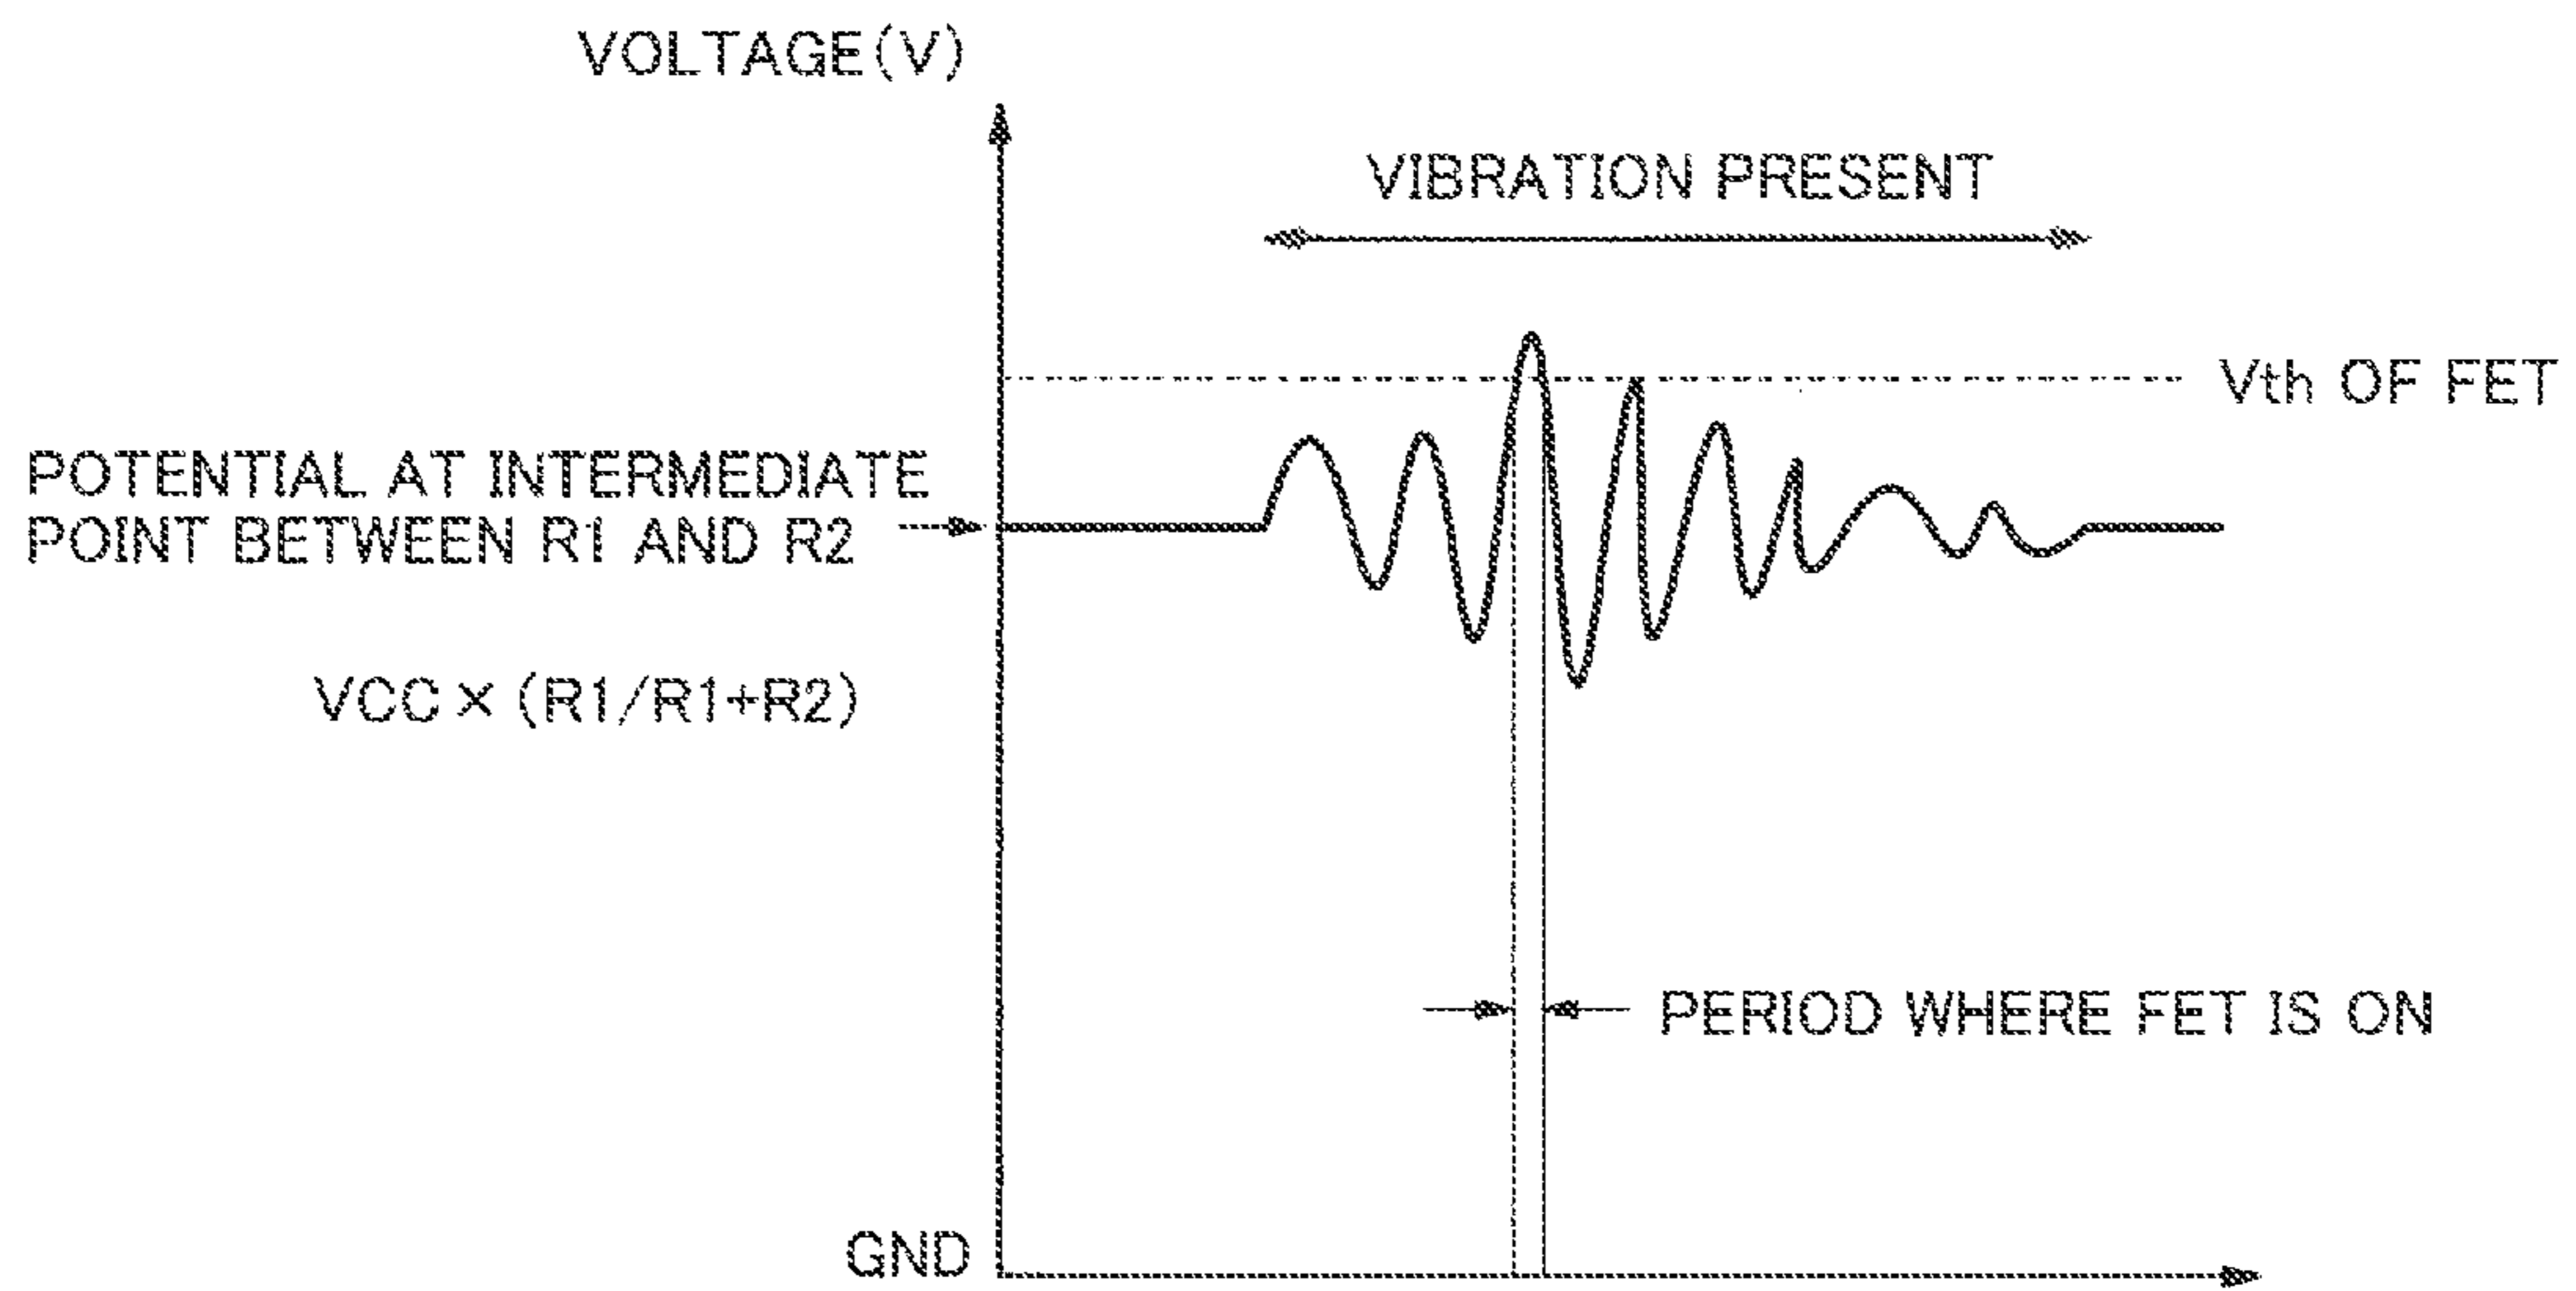 VOLTAGE(V)
VIBRATION PRESENT
Vth OF FET
POTENTIAL AT INTERMEDIATE
POINT BETWEEN R1 AND R2
VCC × (R1/R1+R2)
PERIOD WHERE FET IS ON
GND